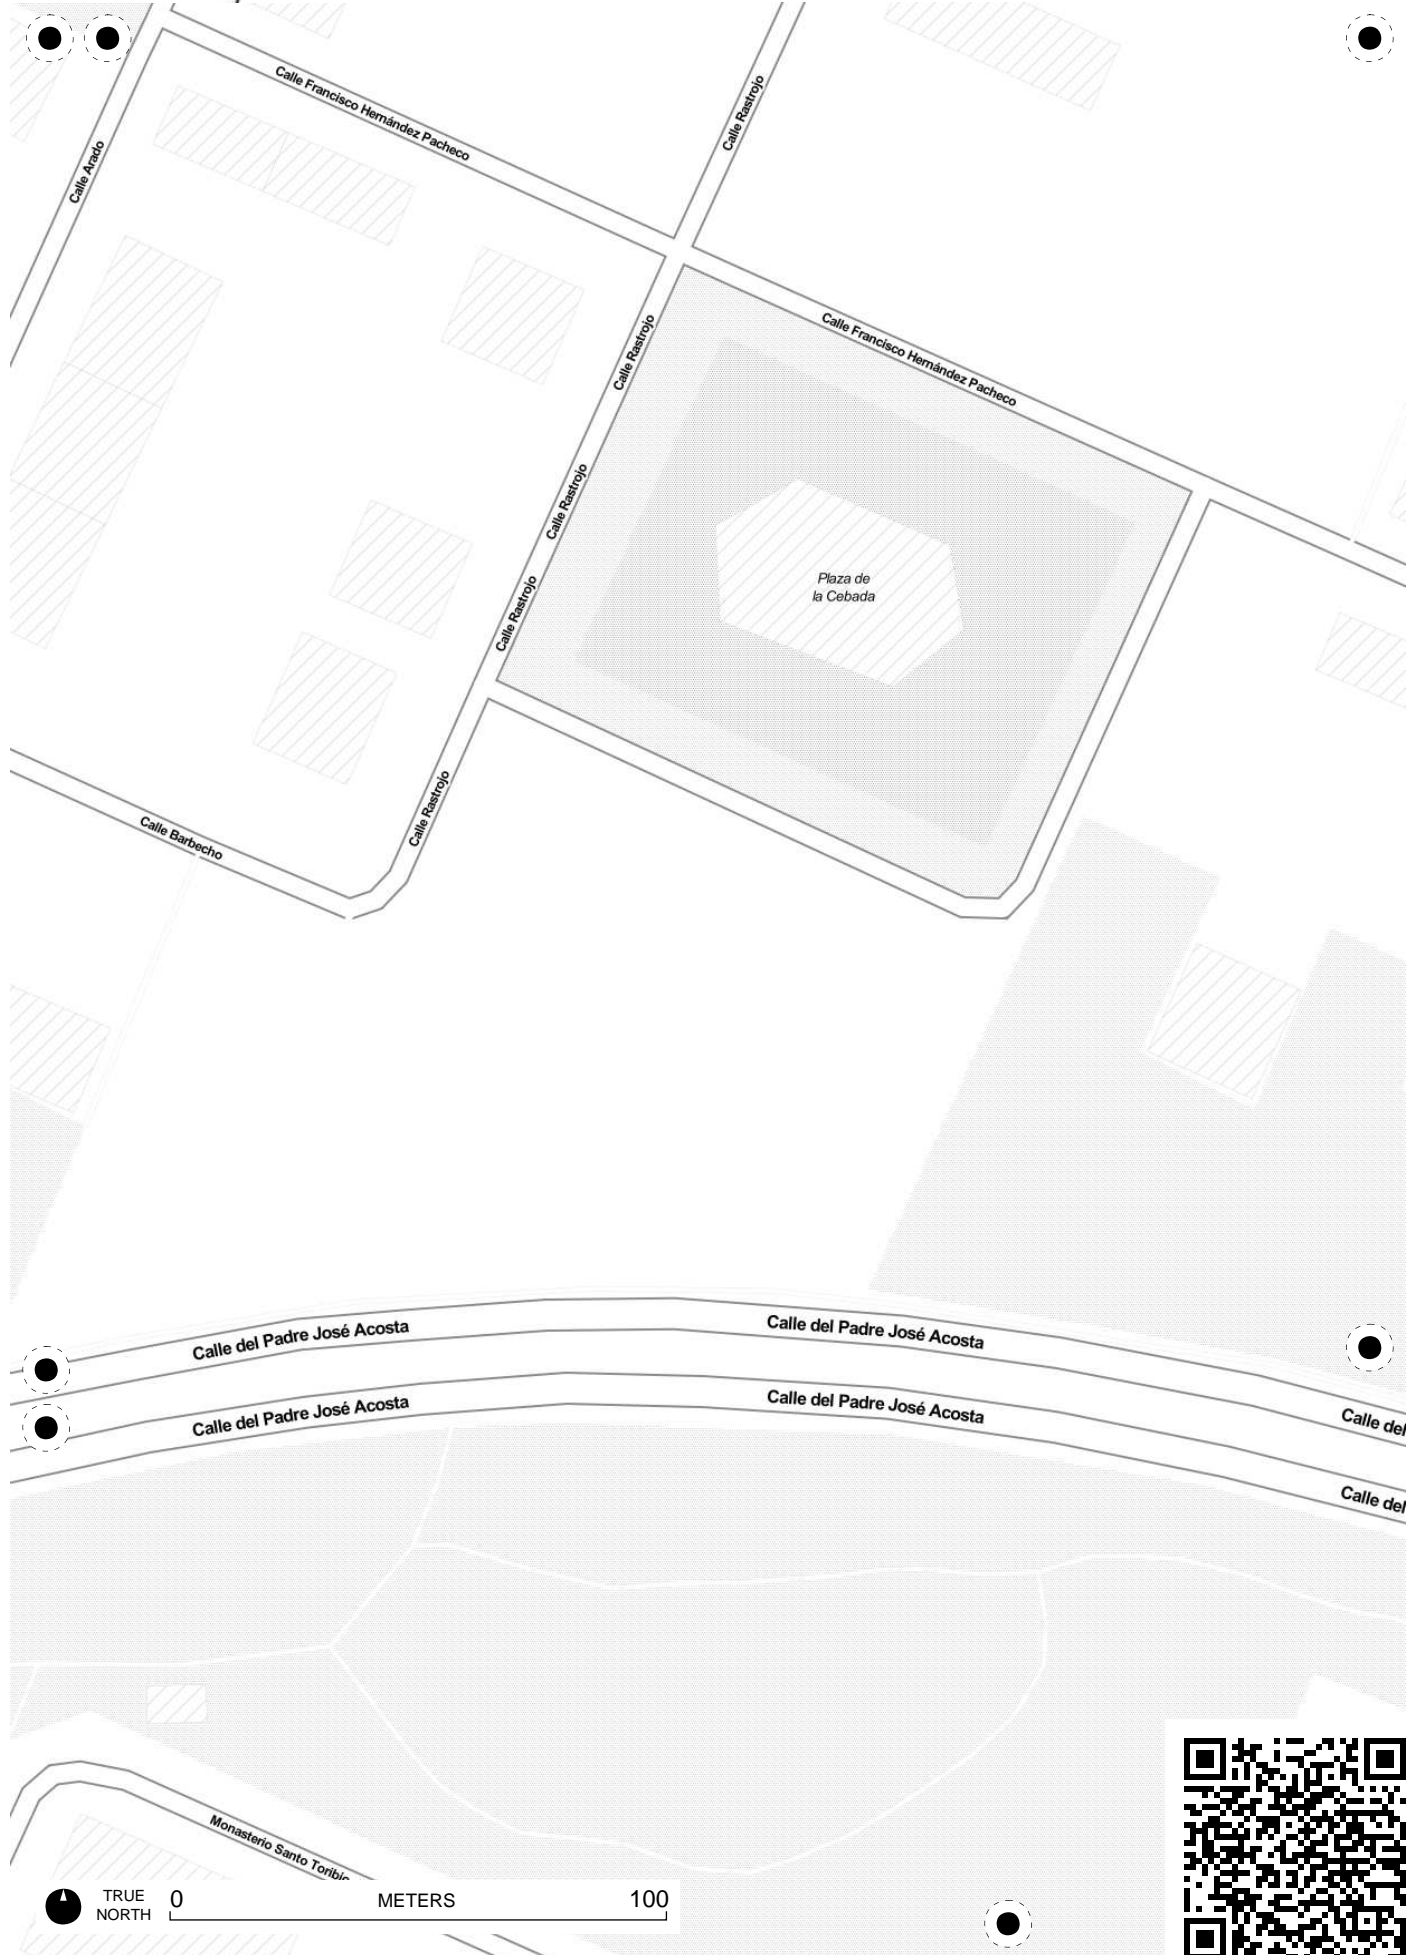 Calle Francisco Hernández Pacheco
Calle Rastrojo
Calle Arado
Calle Francisco Hernández Pacheco
Calle Rastrojo
Calle Rastrojo
Plaza de
la Cebada
Calle Rastrojo
Calle Rastrojo
Calle Barbecho
Calle del Padre José Acosta
Calle del Padre José Acosta
Calle del Padre José Acosta
Calle del Padre José Acosta
Calle del
Calle del
Monasterio Santo Toribio
TRUE
NORTH
0 METERS 100